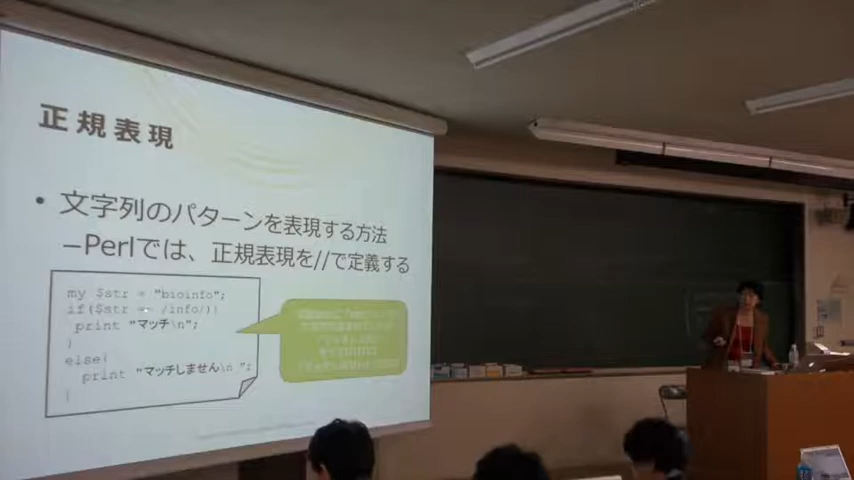 正規表現
• 文字列のパターンを表現する方法
–Perlでは、正規表現を//で定義する
my $str = "bioinfo";
if($str =~ /info/){
print "マッチ\n";
}
else{
print "マッチしません\n ";
}